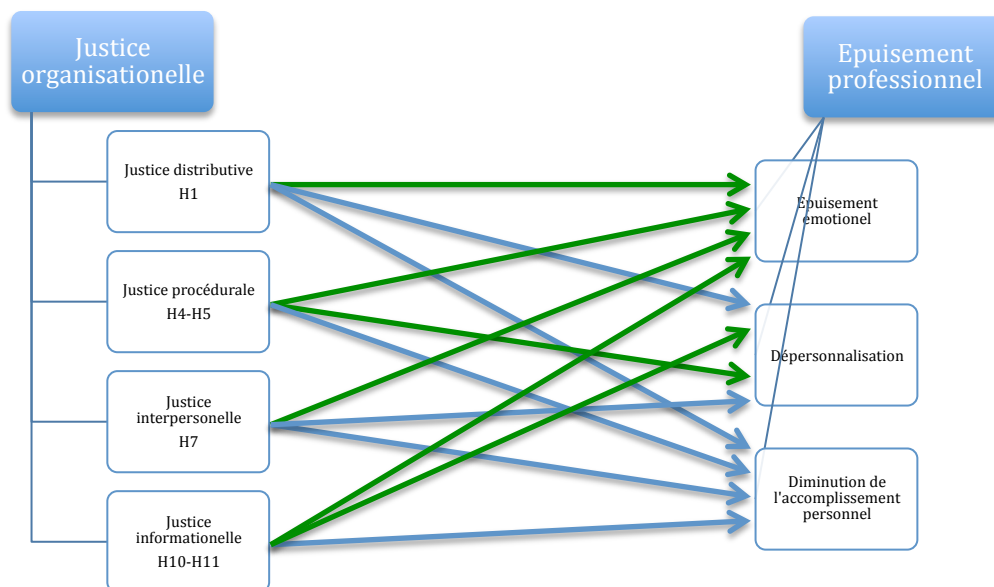 Justice
organisationelle
Epuisement
professionnel
Justice distributive
H1
Epuisement
emotionel
Justice procédurale
H4-H5
Dépersonnalisation
Justice
interpersonelle
H7
Diminution de
l'accomplissement
personnel
Justice
informationelle
H10-H11